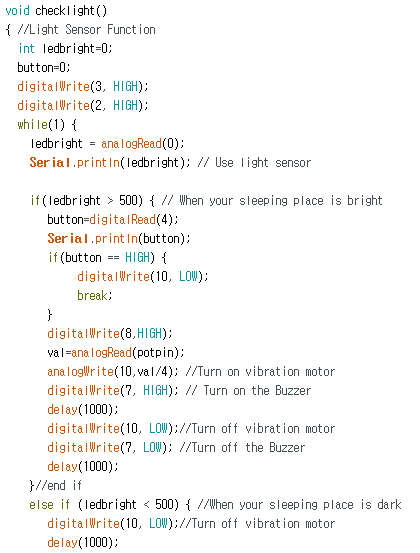 void checklight()
{ //Light Sensor Function
  int ledbright=0;
  button=0;
  digitalWrite(3, HIGH);
  digitalWrite(2, HIGH);
  while(1) {
    ledbright = analogRead(0);
    Serial.println(ledbright); // Use light sensor

    if(ledbright > 500) { // When your sleeping place is bright
       button=digitalRead(4);
       Serial.println(button);
       if(button == HIGH) {
            digitalWrite(10, LOW);
            break;
       }
       digitalWrite(8,HIGH);
       val=analogRead(potpin);
       analogWrite(10,val/4); //Turn on vibration motor
       digitalWrite(7, HIGH); // Turn on the Buzzer
       delay(1000);
       digitalWrite(10, LOW);//Turn off vibration motor
       digitalWrite(7, LOW); //Turn off the Buzzer
       delay(1000);
    }//end if
    else if (ledbright < 500) { //When your sleeping place is dark
       digitalWrite(10, LOW);//Turn off vibration motor
       delay(1000);